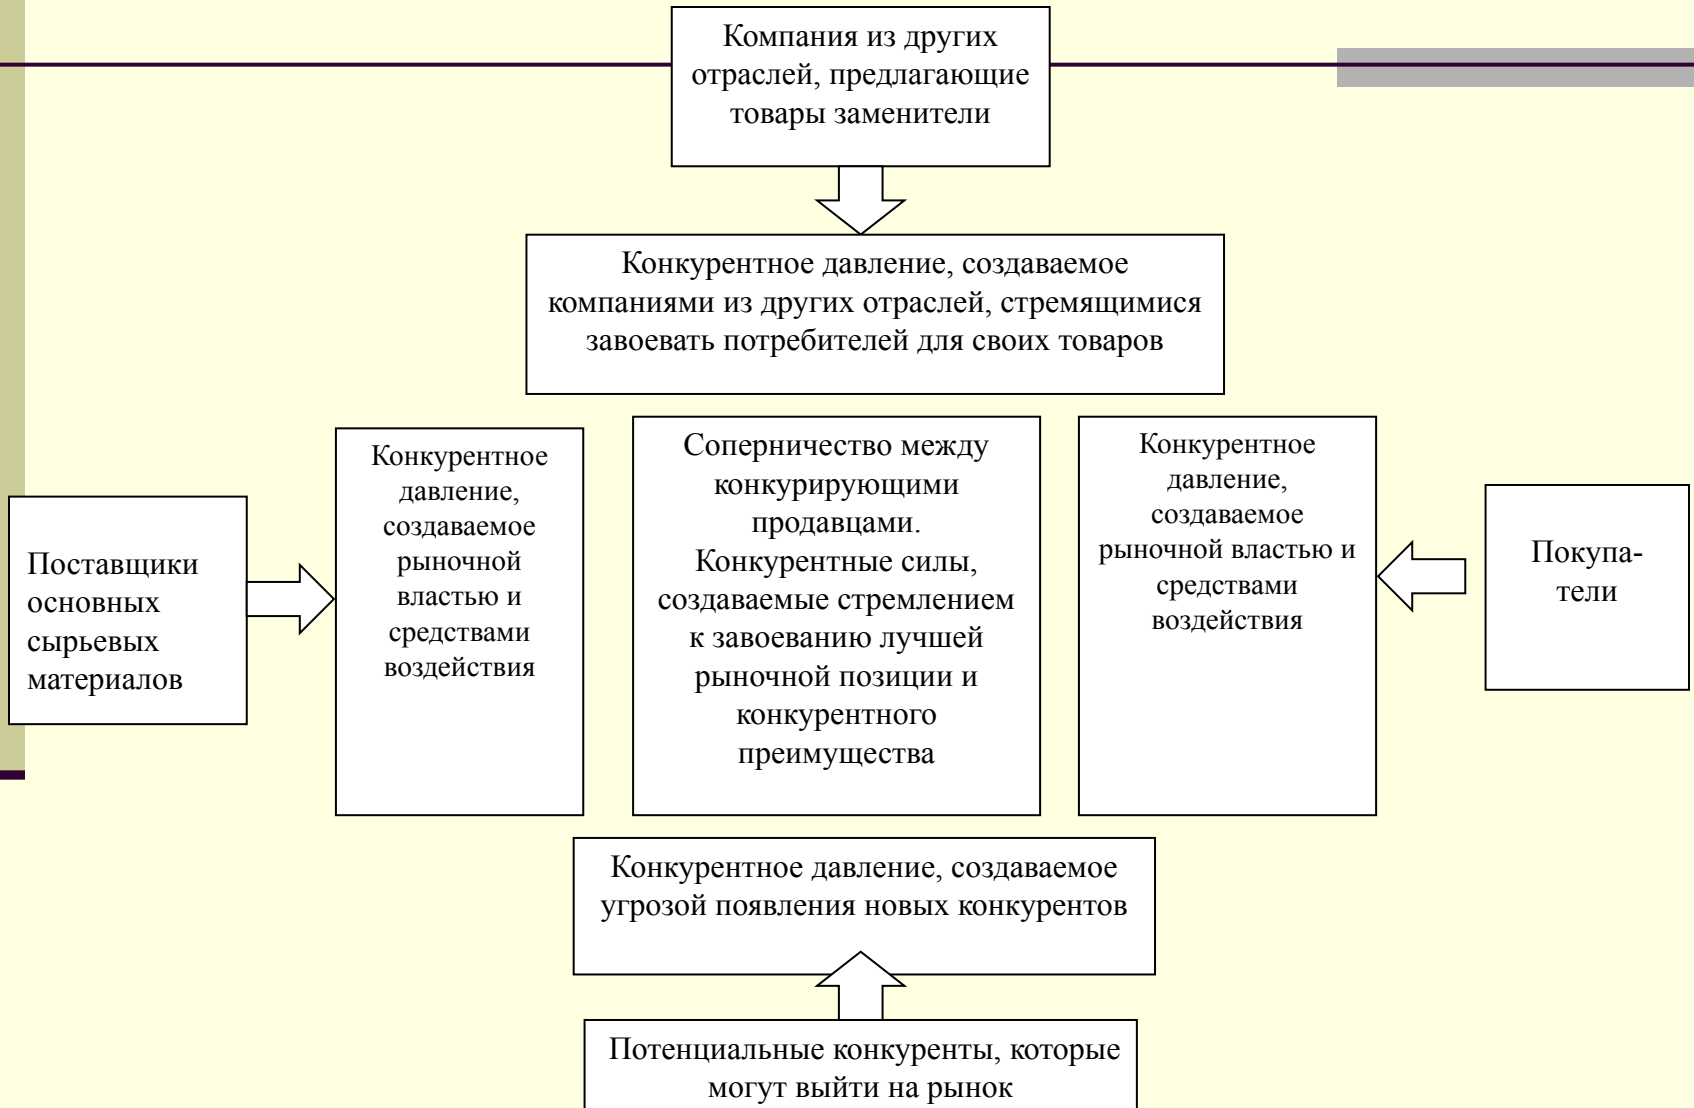 Компания из других
отраслей, предлагающие
товары заменители
Конкурентное давление, создаваемое
компаниями из других отраслей, стремящимися
завоевать потребителей для своих товаров
Поставщики
основных
сырьевых
материалов
Конкурентное
давление,
создаваемое
рыночной
властью и
средствами
воздействия
Соперничество между
конкурирующими
продавцами.
Конкурентные силы,
создаваемые стремлением
к завоеванию лучшей
рыночной позиции и
конкурентного
преимущества
Конкурентное
давление,
создаваемое
рыночной властью и
средствами
воздействия
Покупа-
тели
Конкурентное давление, создаваемое
угрозой появления новых конкурентов
Потенциальные конкуренты, которые
могут выйти на рынок